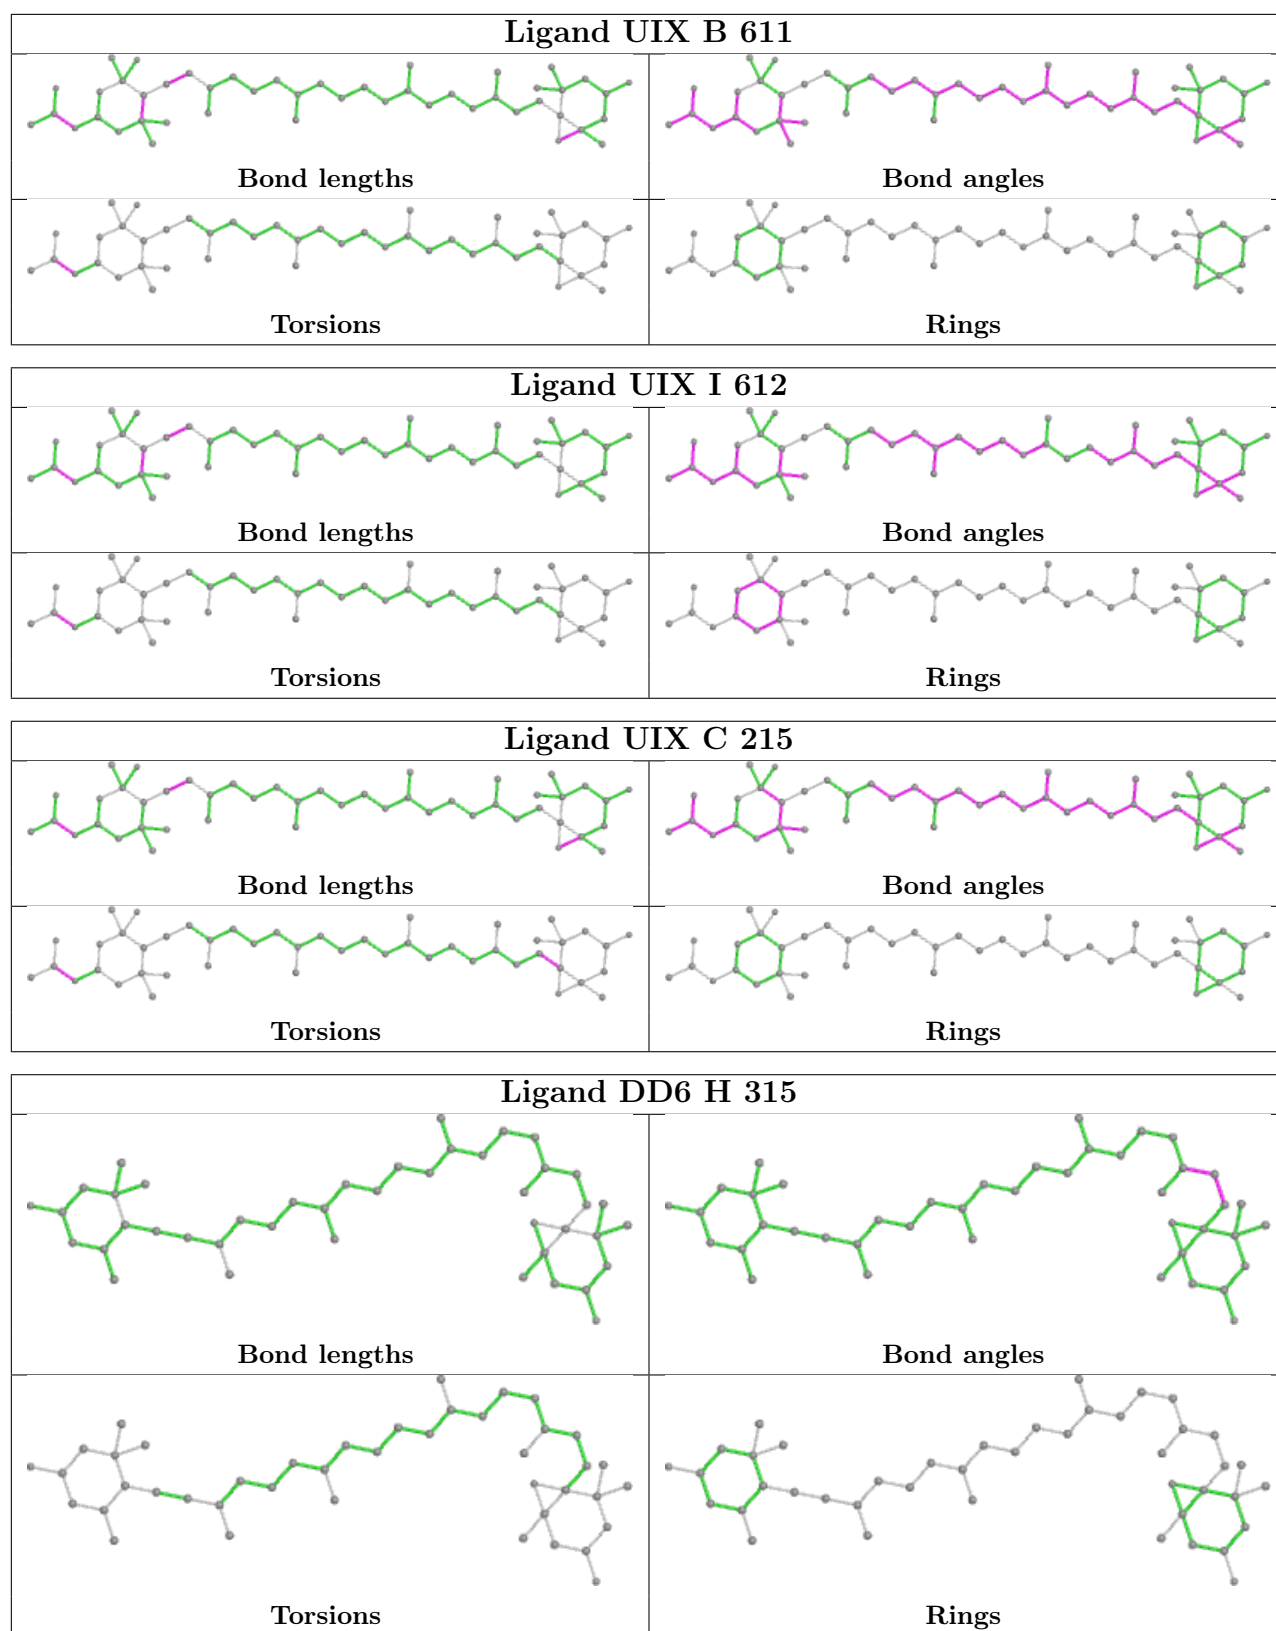 Ligand UIX B 611
Bond lengths
Bond angles
Torsions
Rings
Ligand UIX I 612
Bond lengths
Bond angles
Torsions
Rings
Ligand UIX C 215
Bond lengths
Bond angles
Torsions
Rings
Ligand DD6 H 315
Bond lengths
Bond angles
Torsions
Rings